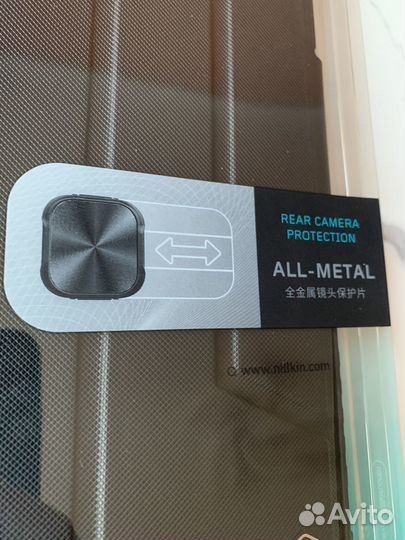 REAR CAMERA
PROTECTION
ALL-METAL
全金属镜头保护片
www.nillkin.com
Avito